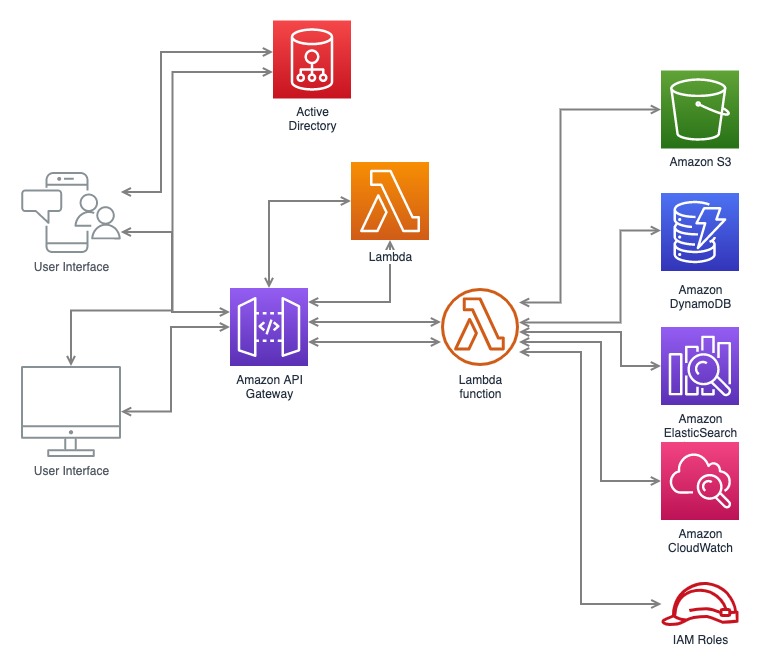 Active
Directory
Amazon S3
User Interface
Lambda
Amazon
DynamoDB
Amazon API
Gateway
Lambda
function
Amazon
ElasticSearch
User Interface
Amazon
CloudWatch
IAM Roles